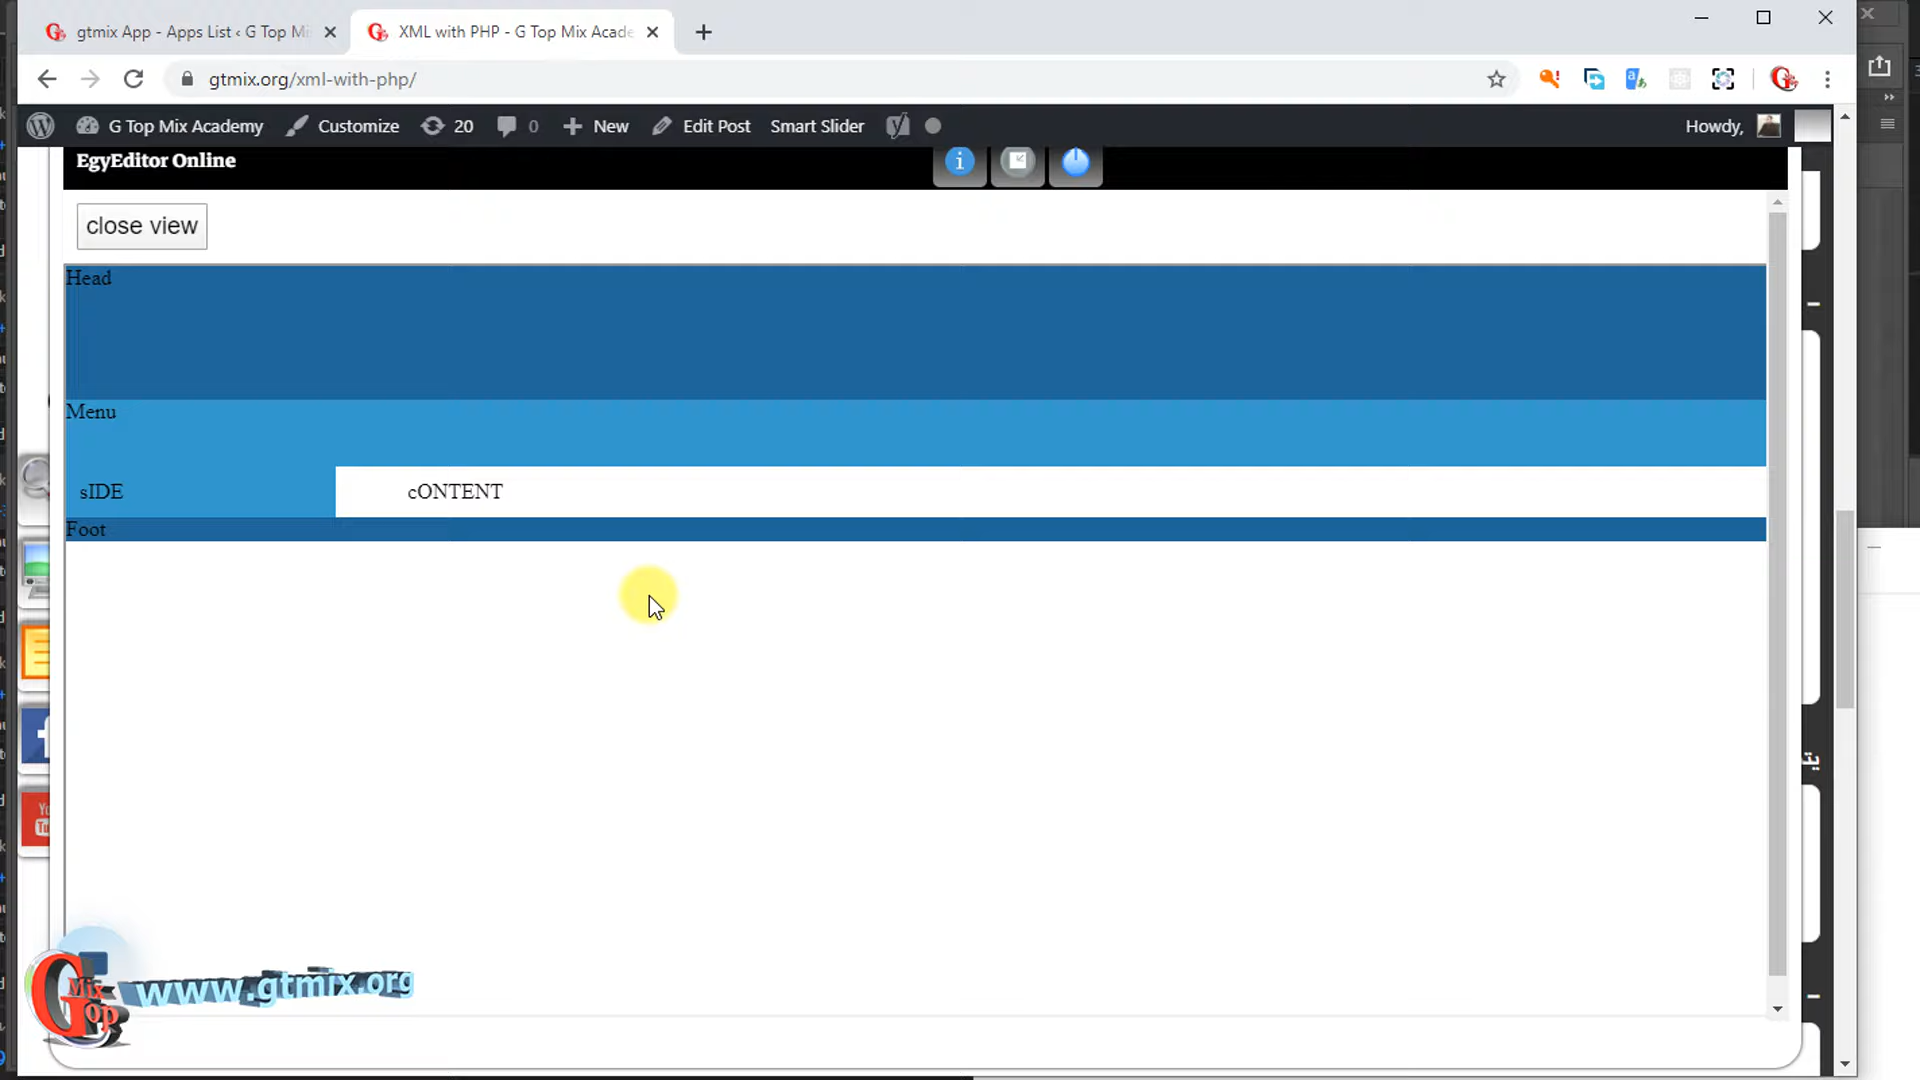 gtmix App - Apps List ‹ G Top Mi
XML with PHP - G Top Mix Acade
gtmix.org/xml-with-php/
G Top Mix Academy
Customize
20
0
New
Edit Post
Smart Slider
Howdy,
EgyEditor Online
close view
Head
Menu
sIDE
cONTENT
Foot
G Mix Top
www.gtmix.org